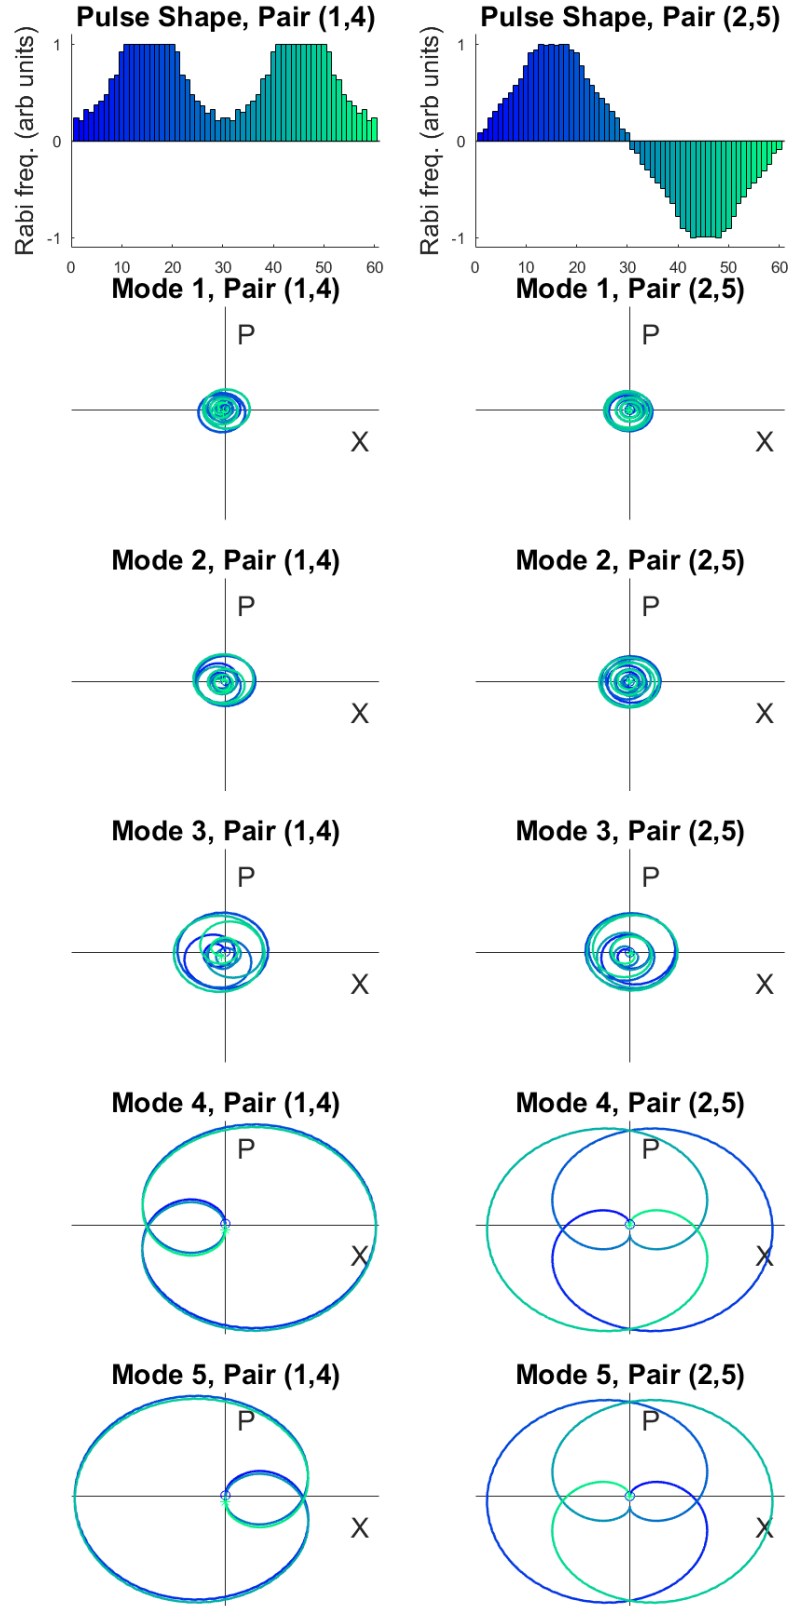 Pulse Shape, Pair (1,4)
Rabi freq. (arb units)
1
0
-1
0 10 20 30 40 50 60
Pulse Shape, Pair (2,5)
Rabi freq. (arb units)
1
0
-1
0 10 20 30 40 50 60
Mode 1, Pair (1,4)
P
X
Mode 1, Pair (2,5)
P
X
Mode 2, Pair (1,4)
P
X
Mode 2, Pair (2,5)
P
X
Mode 3, Pair (1,4)
P
X
Mode 3, Pair (2,5)
P
X
Mode 4, Pair (1,4)
P
X
Mode 4, Pair (2,5)
P
X
Mode 5, Pair (1,4)
P
X
Mode 5, Pair (2,5)
P
X